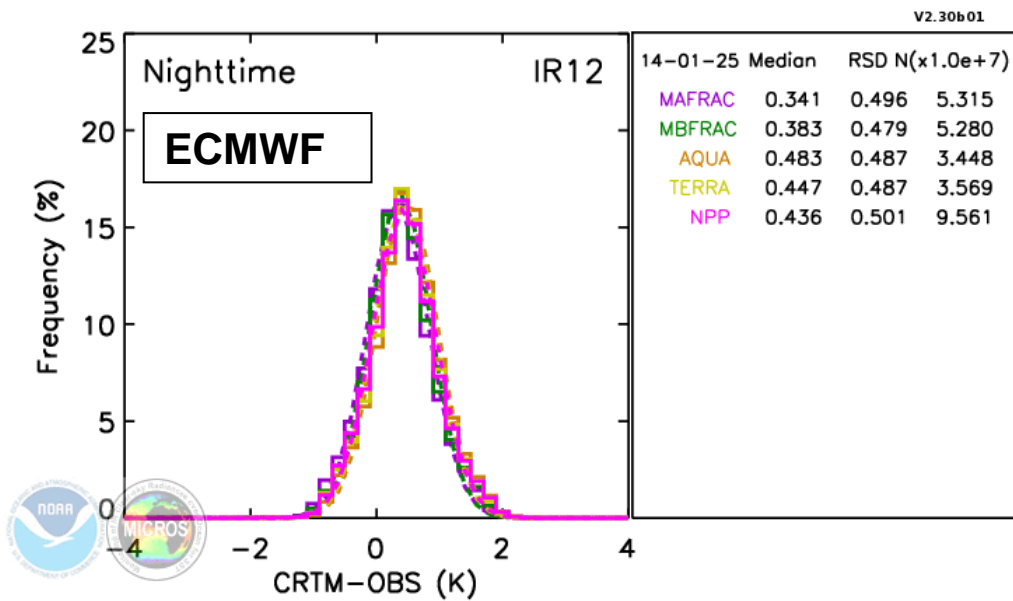 V2.30b01
25
20
15
10
5
0
Frequency (%)
Nighttime IR12
ECMWF
-4 -2 0 2 4
CRTM-OBS (K)
14-01-25 Median RSD N(x1.0e+7)
MAFRAC 0.341 0.496 5.315
MBFRAC 0.383 0.479 5.280
AQUA 0.483 0.487 3.448
TERRA 0.447 0.487 3.569
NPP 0.436 0.501 9.561
NOAA
MICROS